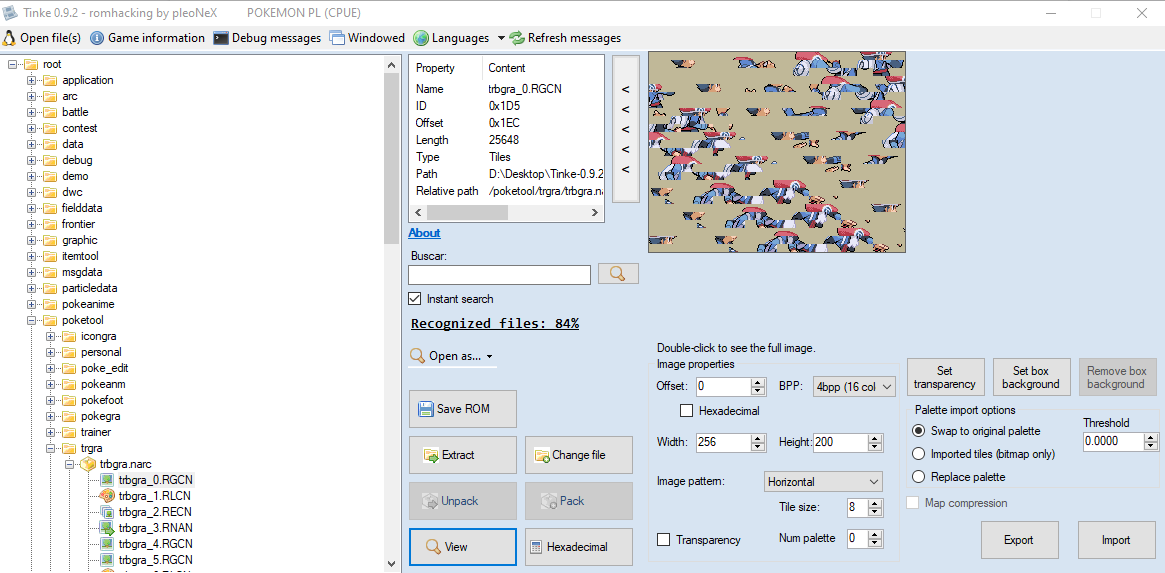 Tinke 0.9.2 - romhacking by pleoNeX POKEMON PL (CPUE)
Open file(s) Game information Debug messages Windowed Languages Refresh messages
root
application
arc
battle
contest
data
debug
demo
dwc
fielddata
frontier
graphic
itemtool
msgdata
particledata
pokeanime
poketool
icongra
personal
poke_edit
pokeanm
pokefoot
pokegra
trainer
trgra
trbgra.narc
trbgra_0.RGCN
trbgra_1.RLCN
trbgra_2.RECN
trbgra_3.RNAN
trbgra_4.RGCN
trbgra_5.RGCN
Property Content
Name trbgra_0.RGCN
ID 0x1D5
Offset 0x1EC
Length 25648
Type Tiles
Path D:\Desktop\Tinke-0.9.2
Relative path /poketool/trgra/trbgra.na
<
<
<
<
<
About
Buscar:
Instant search
Recognized files: 84%
Open as...
Save ROM
Extract Change file
Unpack Pack
View Hexadecimal
Double-click to see the full image.
Image properties
Offset: 0 BPP: 4bpp (16 col
Hexadecimal
Width: 256 Height: 200
Image pattern: Horizontal
Tile size: 8
Transparency Num palette 0
Set transparency
Set box background
Remove box background
Palette import options
Swap to original palette
Imported tiles (bitmap only)
Replace palette
Threshold
0.0000
Map compression
Export Import